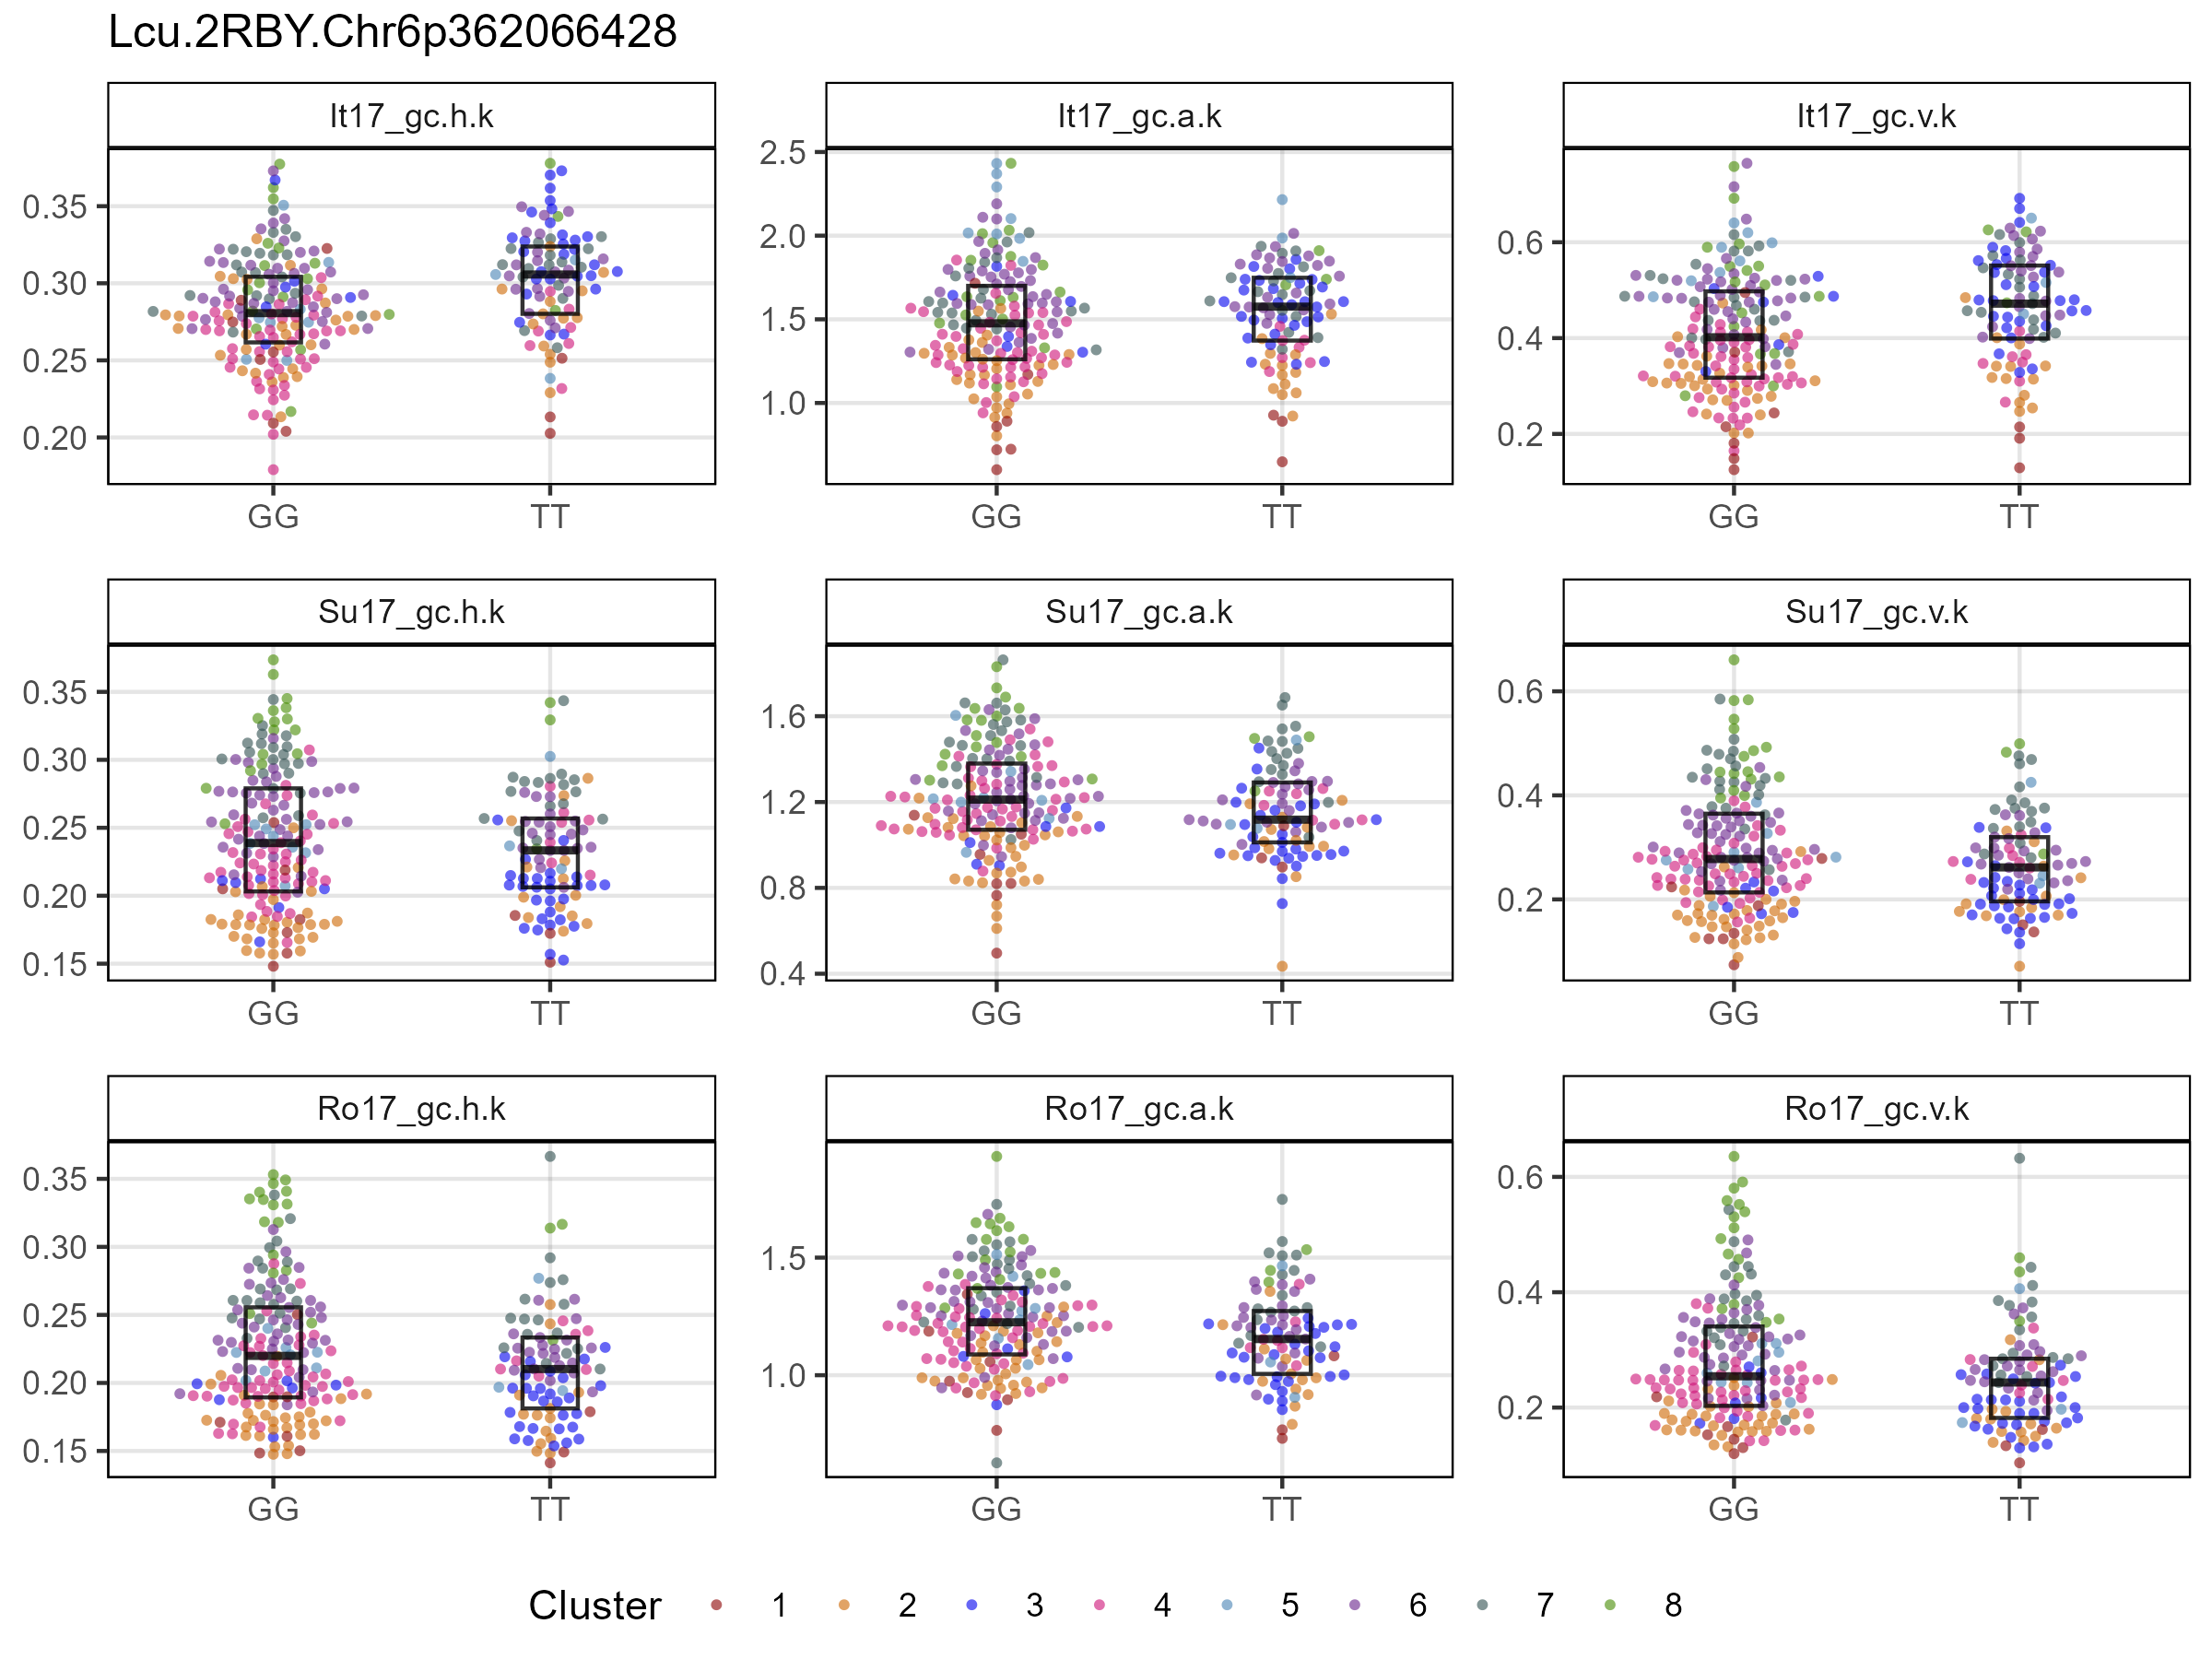 Lcu.2RBY.Chr6p362066428
It17_gc.h.k
It17_gc.a.k
It17_gc.v.k
0.35
0.30
0.25
0.20
GG
TT
2.5
2.0
1.5
1.0
GG
TT
0.6
0.4
0.2
GG
TT
Su17_gc.h.k
Su17_gc.a.k
Su17_gc.v.k
0.35
0.30
0.25
0.20
0.15
GG
TT
1.6
1.2
0.8
0.4
GG
TT
0.6
0.4
0.2
GG
TT
Ro17_gc.h.k
Ro17_gc.a.k
Ro17_gc.v.k
0.35
0.30
0.25
0.20
0.15
GG
TT
1.5
1.0
GG
TT
0.6
0.4
0.2
GG
TT
Cluster 1 2 3 4 5 6 7 8